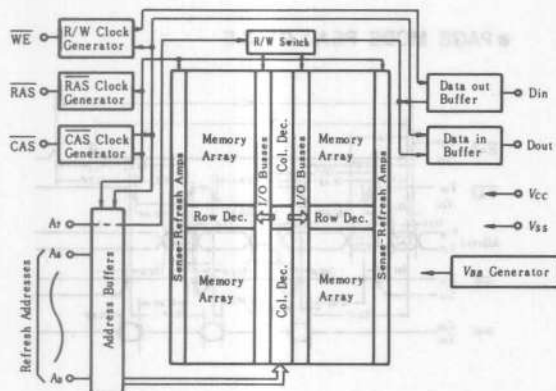 R/W Clock
Generator
WE
RAS Clock
Generator
RAS
CAS Clock
Generator
CAS
R/W Switch
Data out
Buffer
Din
Data in
Buffer
Dout
Vcc
Vss
VBB Generator
Sense-Refresh Amps
Memory
Array
I/O Busses
Col. Dec.
I/O Busses
Memory
Array
Sense-Refresh Amps
Row Dec.
Row Dec.
Memory
Array
Col. Dec.
Memory
Array
Address Buffers
Refresh Addresses
A7